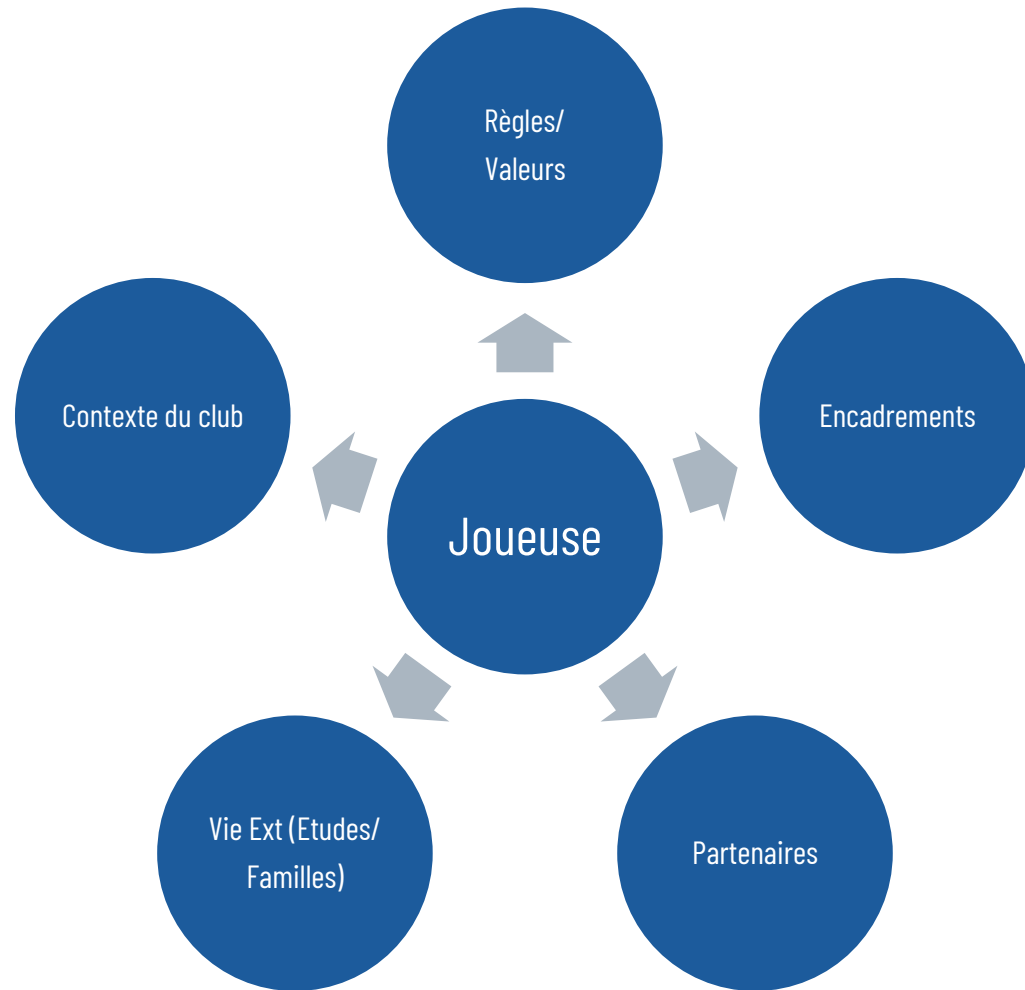 Règles/
Valeurs
Contexte du club
Encadrements
Joueuse
Vie Ext (Etudes/
Familles)
Partenaires